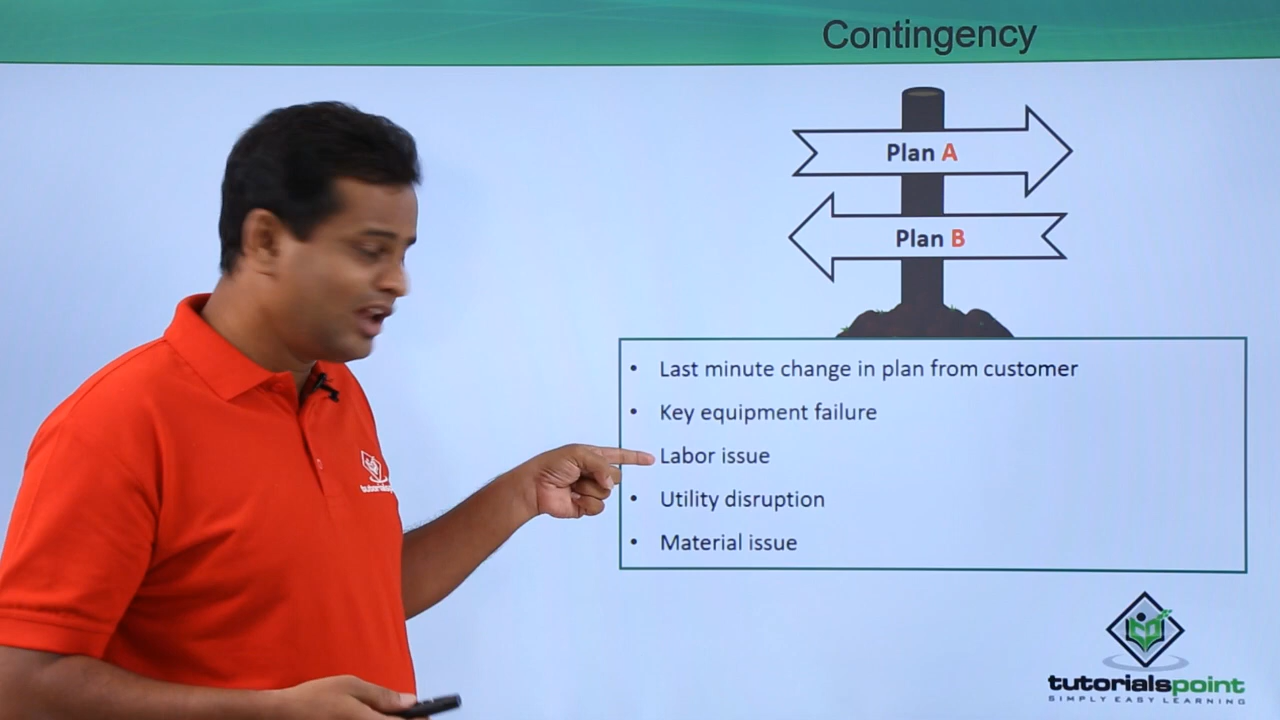 Contingency
Plan A
Plan B
• Last minute change in plan from customer
• Key equipment failure
Labor issue
• Utility disruption
• Material issue
tutorialspoint
SIMPLY EASY LEARNING